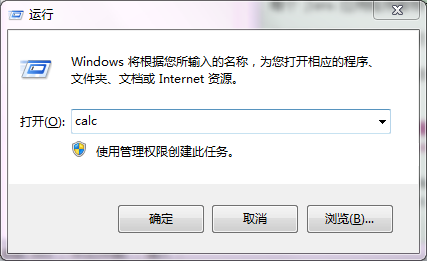 运行
Windows 将根据您所输入的名称，为您打开相应的程序、
文件夹、文档或 Internet 资源。
打开(O): calc
使用管理权限创建此任务。
确定 取消 浏览(B)...